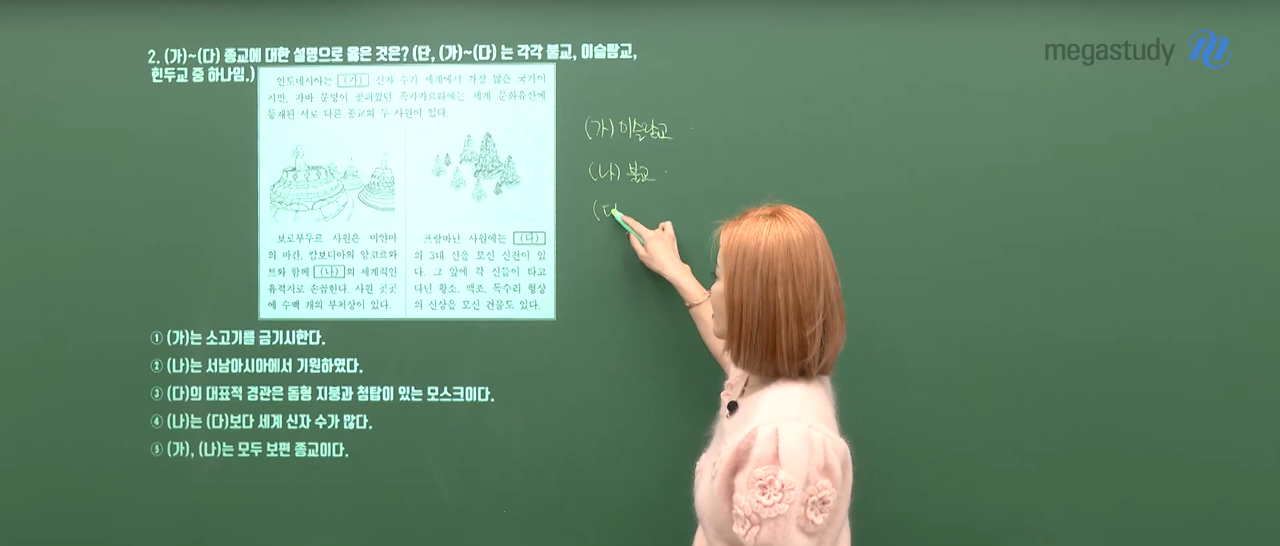 2. (가)~(다) 종교에 대한 설명으로 옳은 것은? (단, (가)~(다) 는 각각 불교, 이슬람교,
힌두교 중 하나임.)
megastudy
인도네시아는 (가) 신자 수가 세계에서 가장 많은 국가이
지만, 자바 문명이 꽃피웠던 족자카르타에는 세계 문화유산에
등재된 서로 다른 종교의 두 사원이 있다.
보로부두르 사원은 미얀마
의 바간, 캄보디아의 앙코르와
트와 함께 (나) 의 세계적인
유적지로 손꼽힌다. 사원 곳곳
에 수백 개의 부처상이 있다.
프람바난 사원에는 (다)
의 3대 신을 모신 신전이 있
다. 그 앞에 각 신들이 타고
다닌 황소, 백조, 독수리 형상
의 신상을 모신 건물도 있다.
(가) 이슬람교
(나) 불교
(다
① (가)는 소고기를 금기시한다.
② (나)는 서남아시아에서 기원하였다.
③ (다)의 대표적 경관은 돔형 지붕과 첨탑이 있는 모스크이다.
④ (나)는 (다)보다 세계 신자 수가 많다.
⑤ (가), (나)는 모두 보편 종교이다.